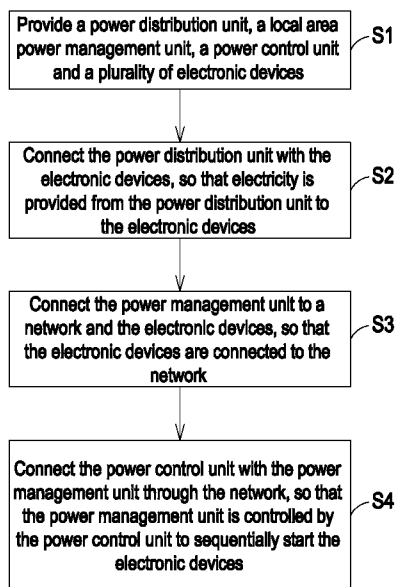 Provide a power distribution unit, a local area
power management unit, a power control unit
and a plurality of electronic devices
S1
Connect the power distribution unit with the
electronic devices, so that electricity is
provided from the power distribution unit to
the electronic devices
S2
Connect the power management unit to a
network and the electronic devices, so that
the electronic devices are connected to the
network
S3
Connect the power control unit with the power
management unit through the network, so that
the power management unit is controlled by
the power control unit to sequentially start the
electronic devices
S4